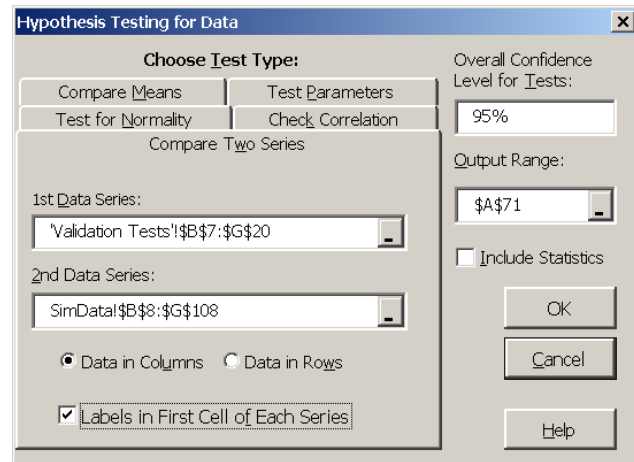 Hypothesis Testing for Data
Choose Test Type:
Compare Means
Test Parameters
Test for Normality
Check Correlation
Compare Two Series
1st Data Series:
'Validation Tests'!$B$7:$G$20
2nd Data Series:
SimData!$B$8:$G$108
Data in Columns
Data in Rows
Labels in First Cell of Each Series
Overall Confidence
Level for Tests:
95%
Output Range:
$A$71
Include Statistics
OK
Cancel
Help